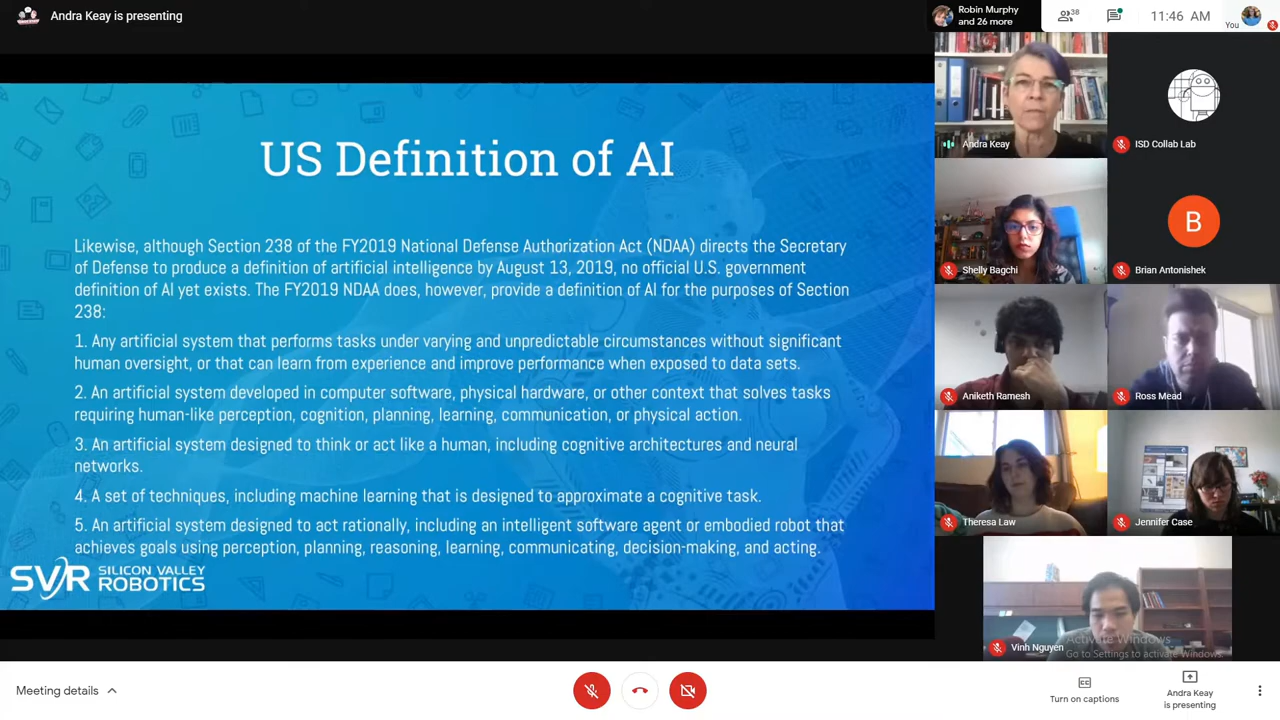 Andra Keay is presenting
Robin Murphy
and 26 more
38
11:46 AM
You
US Definition of AI
Likewise, although Section 238 of the FY2019 National Defense Authorization Act (NDAA) directs the Secretary
of Defense to produce a definition of artificial intelligence by August 13, 2019, no official U.S. government
definition of AI yet exists. The FY2019 NDAA does, however, provide a definition of AI for the purposes of Section
238:
1. Any artificial system that performs tasks under varying and unpredictable circumstances without significant
human oversight, or that can learn from experience and improve performance when exposed to data sets.
2. An artificial system developed in computer software, physical hardware, or other context that solves tasks
requiring human-like perception, cognition, planning, learning, communication, or physical action.
3. An artificial system designed to think or act like a human, including cognitive architectures and neural
networks.
4. A set of techniques, including machine learning that is designed to approximate a cognitive task.
5. An artificial system designed to act rationally, including an intelligent software agent or embodied robot that
achieves goals using perception, planning, reasoning, learning, communicating, decision-making, and acting.
SVR SILICON VALLEY
ROBOTICS
Andra Keay
ISD Collab Lab
Shelly Bagchi
B
Brian Antonishek
Aniketh Ramesh
Ross Mead
Theresa Law
Jennifer Case
Vinh Nguyen
Activate Windows
Go to Settings to activate Windows.
Meeting details
Turn on captions
Andra Keay
is presenting